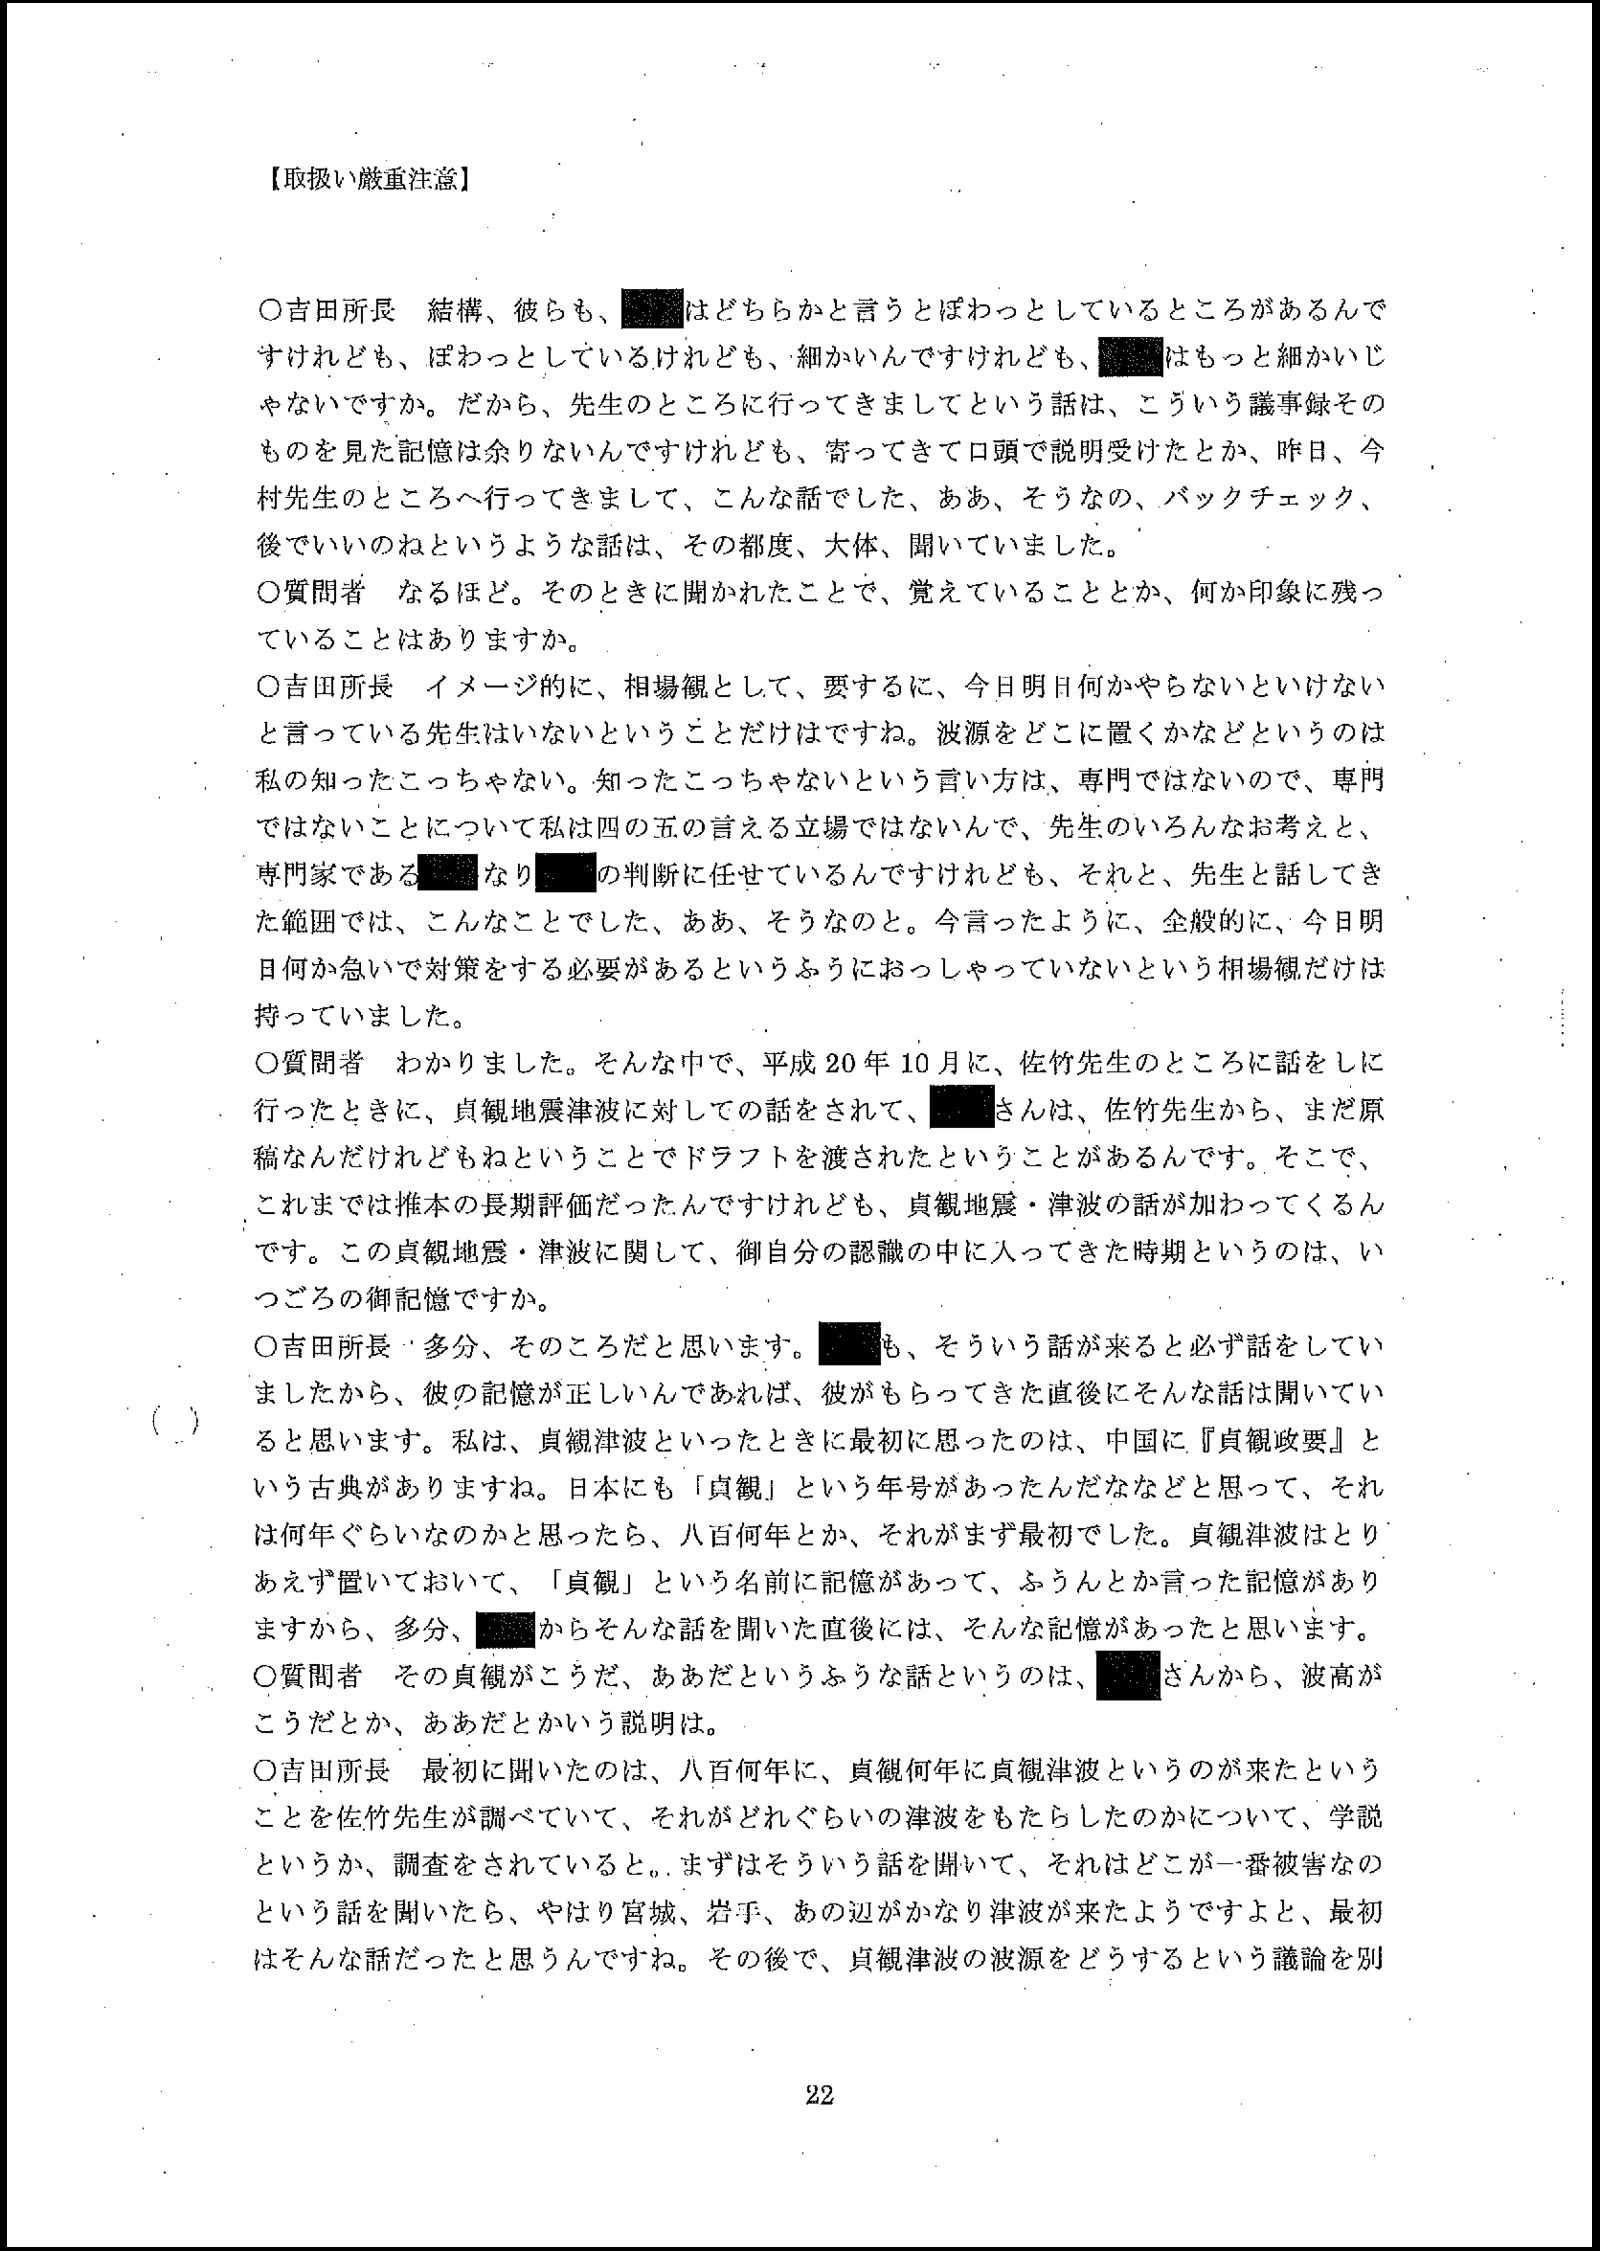 【取扱い厳重注意】
○吉田所長　結構、彼らも、はどちらかと言うとぽわっとしているところがあるんで
すけれども、ぽわっとしているけれども、細かいんですけれども、はもっと細かいじ
ゃないですか。だから、先生のところに行ってきましてという話は、こういう議事録その
ものを見た記憶は余りないんですけれども、寄ってきて口頭で説明受けたとか、昨日、今
村先生のところへ行ってきまして、こんな話でした、ああ、そうなの、バックチェック、
後でいいのねというような話は、その都度、大体、聞いていました。
○質問者　なるほど。そのときに聞かれたことで、覚えていることとか、何か印象に残っ
ていることはありますか。
○吉田所長　イメージ的に、相場観として、要するに、今日明日何かやらないといけない
と言っている先生はいないということだけはですね。波源をどこに置くかなどというのは
私の知ったこっちゃない。知ったこっちゃないという言い方は、専門ではないので、専門
ではないことについて私は四の五の言える立場ではないんで、先生のいろんなお考えと、
専門家であるなりの判断に任せているんですけれども、それと、先生と話してき
た範囲では、こんなことでした、ああ、そうなのと。今言ったように、全般的に、今日明
日何か急いで対策をする必要があるというふうにおっしゃっていないという相場観だけは
持っていました。
○質問者　わかりました。そんな中で、平成 20 年 10 月に、佐竹先生のところに話をしに
行ったときに、貞観地震津波に対しての話をされて、さんは、佐竹先生から、まだ原
稿なんだけれどもねということでドラフトを渡されたということがあるんです。そこで、
これまでは推本の長期評価だったんですけれども、貞観地震・津波の話が加わってくるん
です。この貞観地震・津波に関して、御自分の認識の中に入ってきた時期というのは、い
つごろの御記憶ですか。
○吉田所長　多分、そのころだと思います。も、そういう話が来ると必ず話をしてい
ましたから、彼の記憶が正しいんであれば、彼がもらってきた直後にそんな話は聞いてい
ると思います。私は、貞観津波といったときに最初に思ったのは、中国に『貞観政要』と
いう古典がありますね。日本にも「貞観」という年号があったんだななどと思って、それ
は何年ぐらいなのかと思ったら、八百何年とか、それがまず最初でした。貞観津波はとり
あえず置いておいて、「貞観」という名前に記憶があって、ふうんとか言った記憶があり
ますから、多分、からそんな話を聞いた直後には、そんな記憶があったと思います。
○質問者　その貞観がこうだ、ああだというふうな話というのは、さんから、波高が
こうだとか、ああだとかいう説明は。
○吉田所長　最初に聞いたのは、八百何年に、貞観何年に貞観津波というのが来たという
ことを佐竹先生が調べていて、それがどれぐらいの津波をもたらしたのかについて、学説
というか、調査をされていると。まずはそういう話を聞いて、それはどこが一番被害なの
という話を聞いたら、やはり宮城、岩手、あの辺がかなり津波が来たようですよと、最初
はそんな話だったと思うんですね。その後で、貞観津波の波源をどうするという議論を別
22